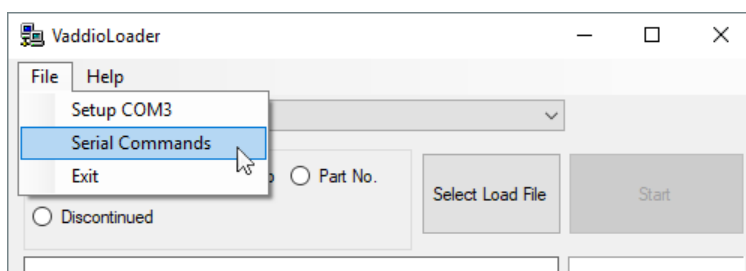 VaddioLoader
File Help
Setup COM3
Serial Commands
Exit
Part No.
Select Load File
Start
Discontinued